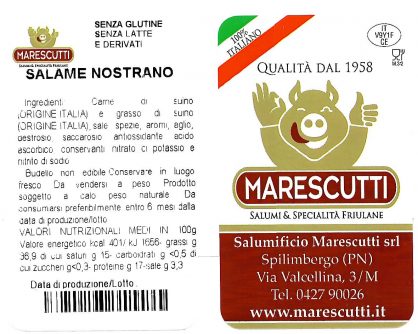 SENZA GLUTINE
SENZA LATTE
E DERIVATI
MARESCUTTI
SALUMI & SPECIALITÀ FRIULANE
SALAME NOSTRANO
Ingredienti: Carne di suino
(ORIGINE ITALIA) e grasso di suino
(ORIGINE ITALIA), sale, spezie, aromi, aglio,
destrosio, saccarosio antiossidante: acido
ascorbico conservanti: nitrato di potassio e
nitrito di sodio
Budello non edibile Conservare in luogo
fresco Da vendersi a peso Prodotto
soggetto a calo peso naturale Da
consumarsi preferibilmente entro 6 mesi dalla
data di produzione/lotto
VALORI NUTRIZIONALI MEDI IN 100g
Valore energetico kcal 401/ kJ 1656- grassi g
36,9 di cui saturi g 15- carboidrati g <0,5 di
cui zuccheri g<0,3- proteine g 17-sale g 3,3
Data di produzione/Lotto.
100%
ITALIANO
IT
V9Y1F
CE
QUALITÀ DAL 1958
MARESCUTTI
SALUMI & SPECIALITÀ FRIULANE
Salumificio Marescutti srl
Spilimbergo (PN)
Via Valcellina, 3/M
Tel. 0427 90026
www.marescutti.it